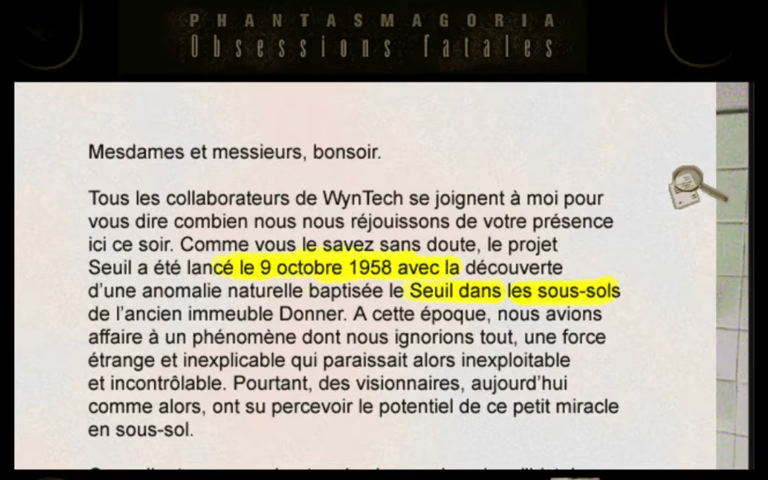 PHANTASMAGORIA
Obsessions fatales
Mesdames et messieurs, bonsoir.
Tous les collaborateurs de WynTech se joignent à moi pour
vous dire combien nous nous réjouissons de votre présence
ici ce soir. Comme vous le savez sans doute, le projet
Seuil a été lancé le 9 octobre 1958 avec la découverte
d'une anomalie naturelle baptisée le Seuil dans les sous-sols
de l'ancien immeuble Donner. A cette époque, nous avions
affaire à un phénomène dont nous ignorions tout, une force
étrange et inexplicable qui paraissait alors inexploitable
et incontrôlable. Pourtant, des visionnaires, aujourd'hui
comme alors, ont su percevoir le potentiel de ce petit miracle
en sous-sol.